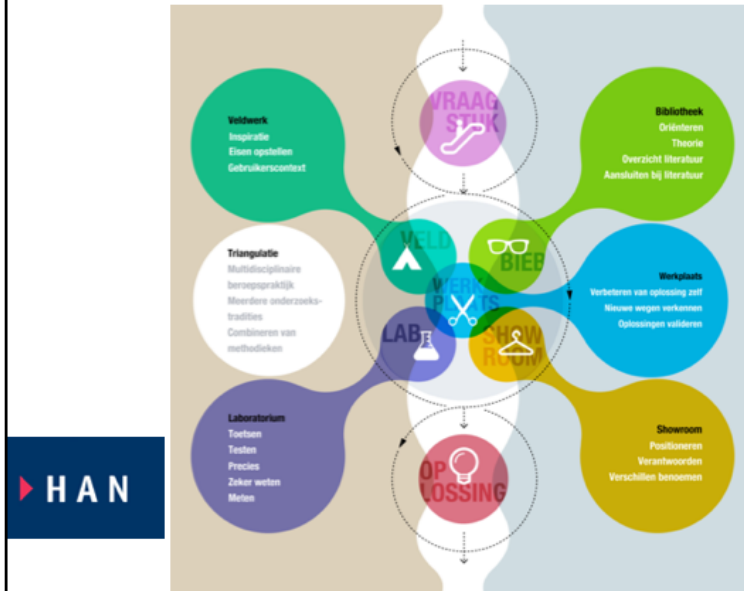 VRAAG
STUK
Veldwerk
Inspiratie
Eisen opstellen
Gebruikerscontext
Bibliotheek
Oriënteren
Theorie
Overzicht literatuur
Aansluiten bij literatuur
VELD
BIEB
WERK
PLAATS
LAB
SHOW
ROOM
Triangulatie
Multidisciplinaire
beroepspraktijk
Meerdere onderzoeks-
tradities
Combineren van
methodieken
Werkplaats
Verbeteren van oplossing zelf
Nieuwe wegen verkennen
Oplossingen valideren
Laboratorium
Toetsen
Testen
Precies
Zeker weten
Meten
Showroom
Positioneren
Verantwoorden
Verschillen benoemen
OP
LOSSING
HAN